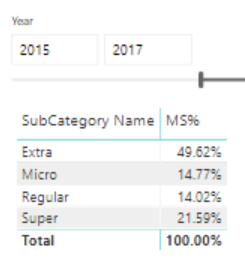 Year
2015 2017
SubCategory Name MS%
Extra 49.62%
Micro 14.77%
Regular 14.02%
Super 21.59%
Total 100.00%